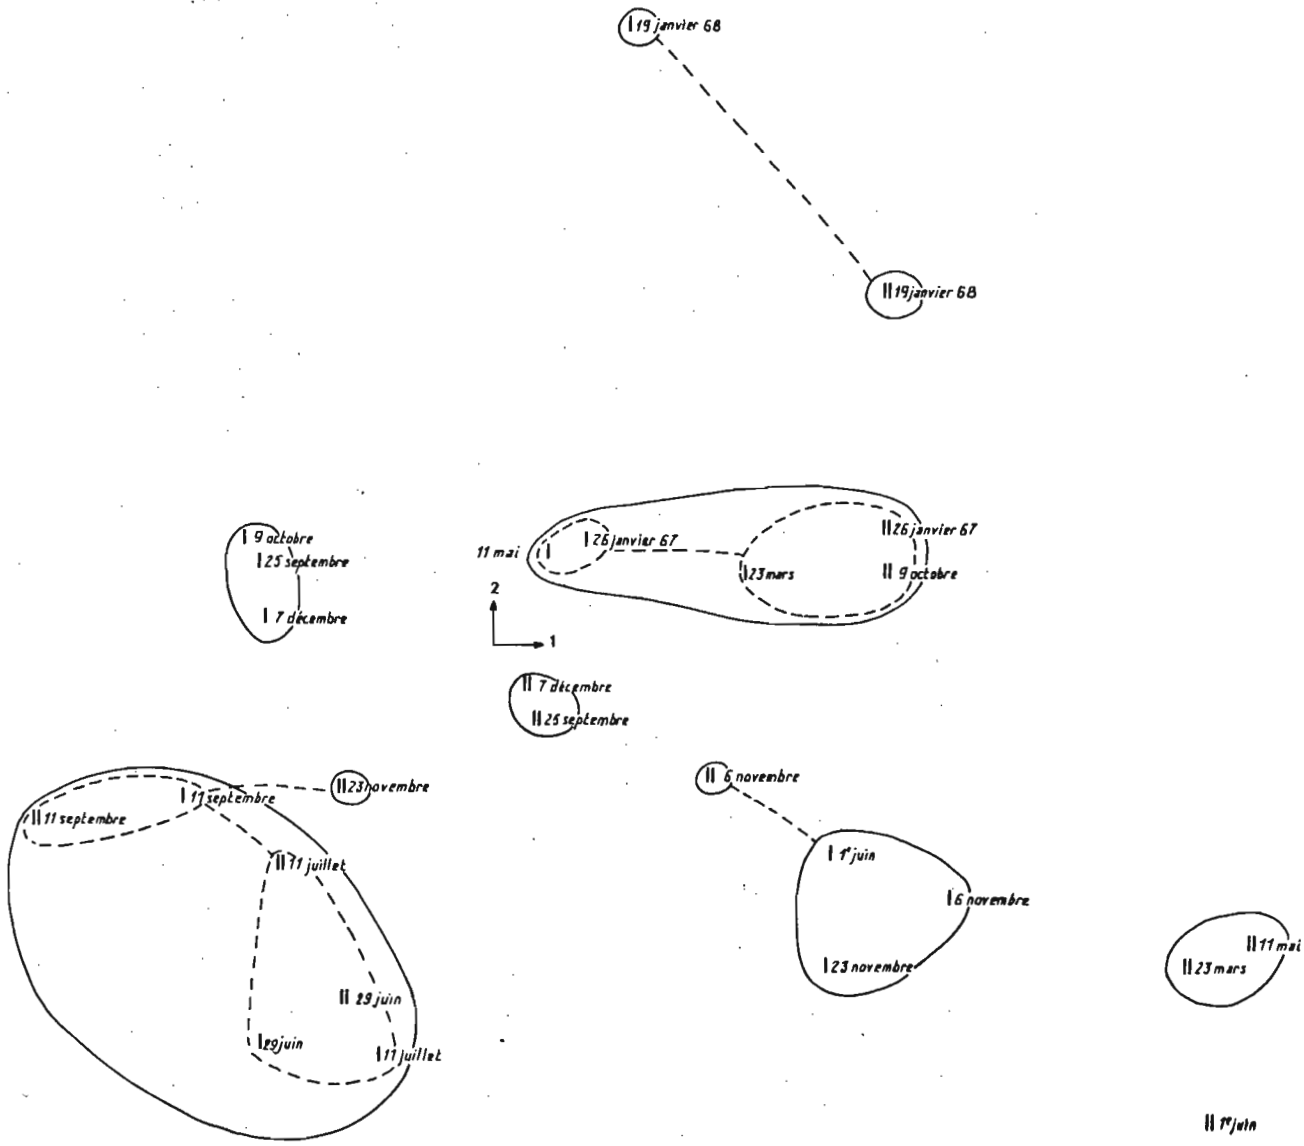 I 19 janvier 68
II 19 janvier 68
I 9 octobre
I 25 septembre
I 7 décembre
11 mai I
I 26 janvier 67
II 26 janvier 67
I 23 mars
II 9 octobre
2
1
II 7 décembre
II 25 septembre
I 11 septembre
II 11 septembre
II 23 novembre
II 6 novembre
II 11 juillet
I 1ᵉ juin
I 6 novembre
I 23 novembre
II 11 mai
II 23 mars
II 29 juin
I 29 juin
I 11 juillet
II 1ᵉ juin